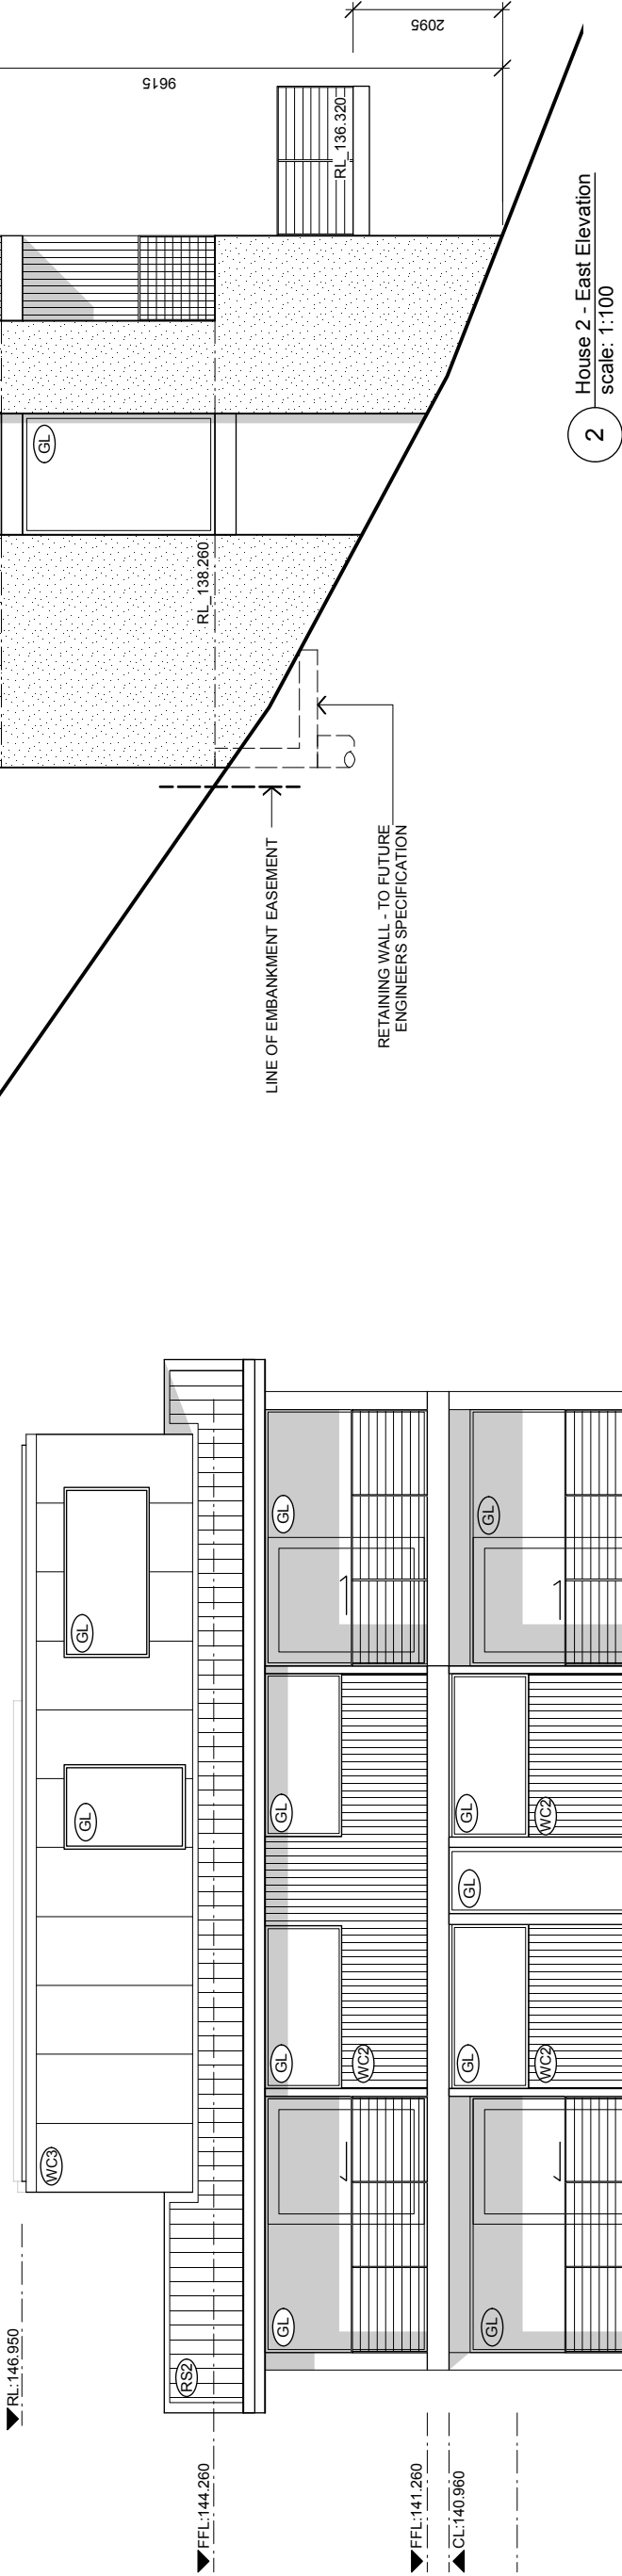 2095
9615
RL_136.320
GL
RL_138.260
LINE OF EMBANKMENT EASEMENT
RETAINING WALL - TO FUTURE
ENGINEERS SPECIFICATION
2
House 2 - East Elevation
scale: 1:100
RL:146.950
WC3
GL
GL
FFL:144.260
RS2
GL
GL
GL
GL
WC2
FFL:141.260
CL:140.960
GL
GL
GL
GL
GL
WC2
WC2